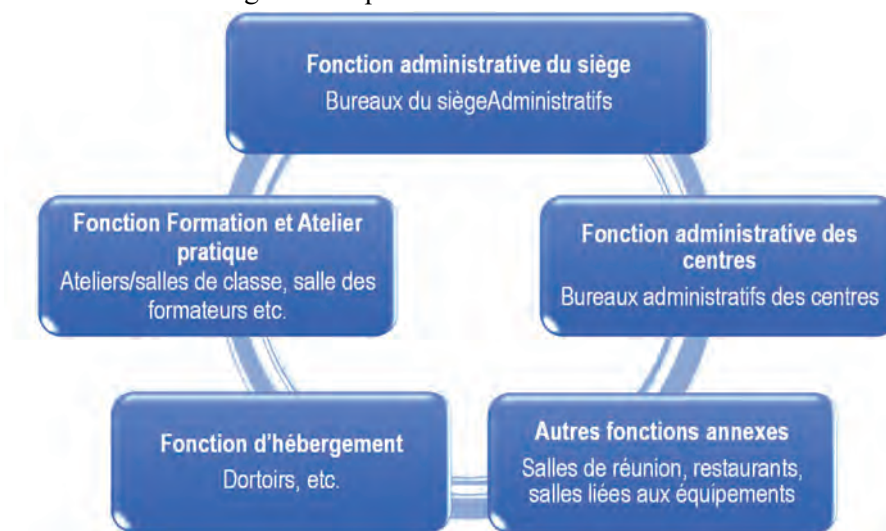 Fonction administrative du siège
Bureaux du siègeAdministratifs
Fonction Formation et Atelier
pratique
Ateliers/salles de classe, salle des
formateurs etc.
Fonction administrative des
centres
Bureaux administratifs des centres
Fonction d'hébergement
Dortoirs, etc.
Autres fonctions annexes
Salles de réunion, restaurants,
salles liées aux équipements